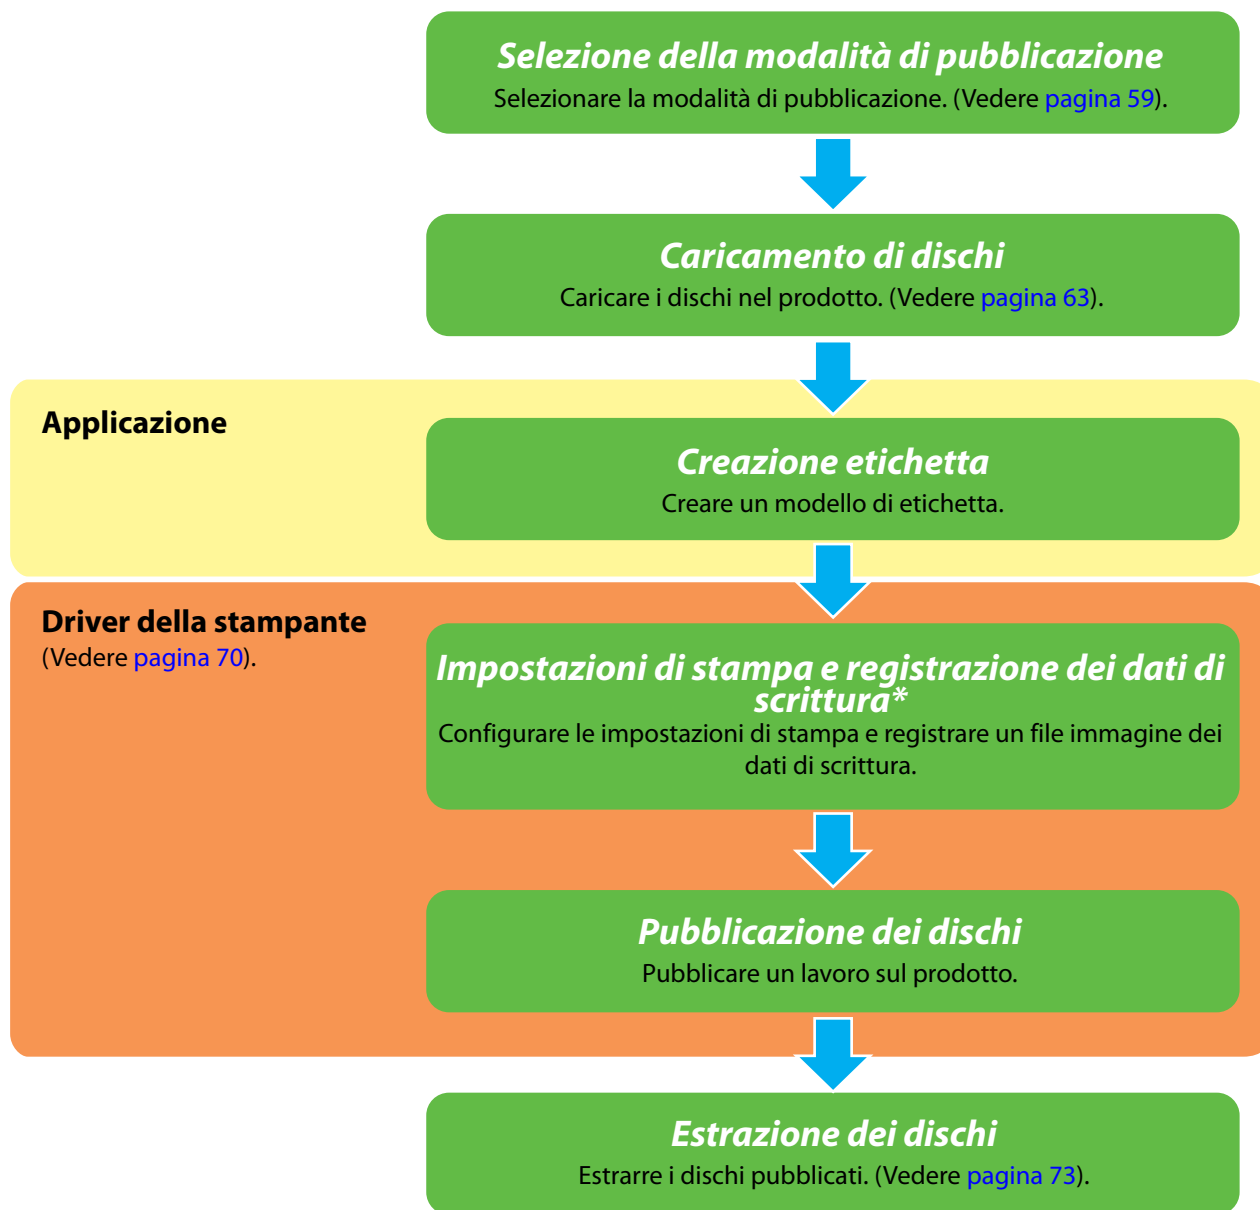 Selezione della modalità di pubblicazione
Selezionare la modalità di pubblicazione. (Vedere pagina 59).
Caricamento di dischi
Caricare i dischi nel prodotto. (Vedere pagina 63).
Applicazione
Creazione etichetta
Creare un modello di etichetta.
Driver della stampante
(Vedere pagina 70).
Impostazioni di stampa e registrazione dei dati di
scrittura*
Configurare le impostazioni di stampa e registrare un file immagine dei
dati di scrittura.
Pubblicazione dei dischi
Pubblicare un lavoro sul prodotto.
Estrazione dei dischi
Estrarre i dischi pubblicati. (Vedere pagina 73).